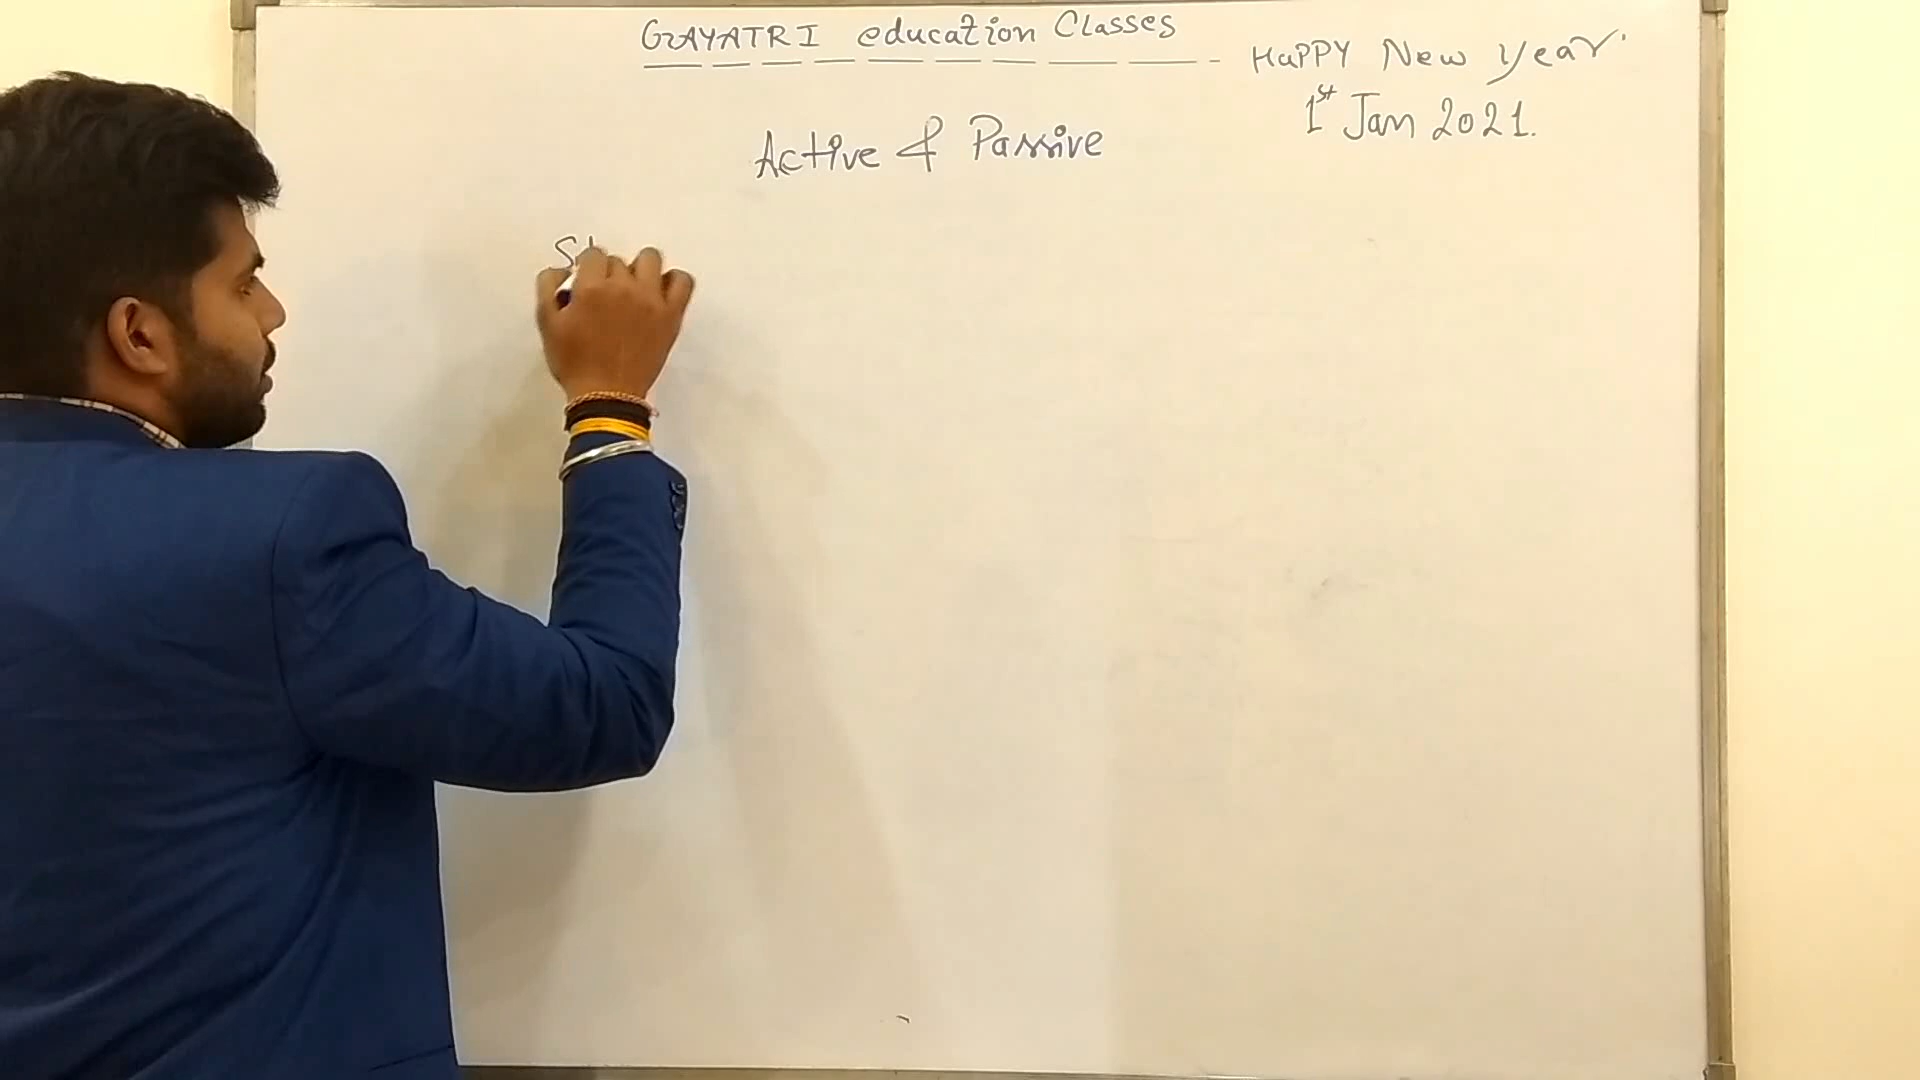 GAYATRI education Classes
HaPPY New Year.
1st Jan 2021.
Active & Passive